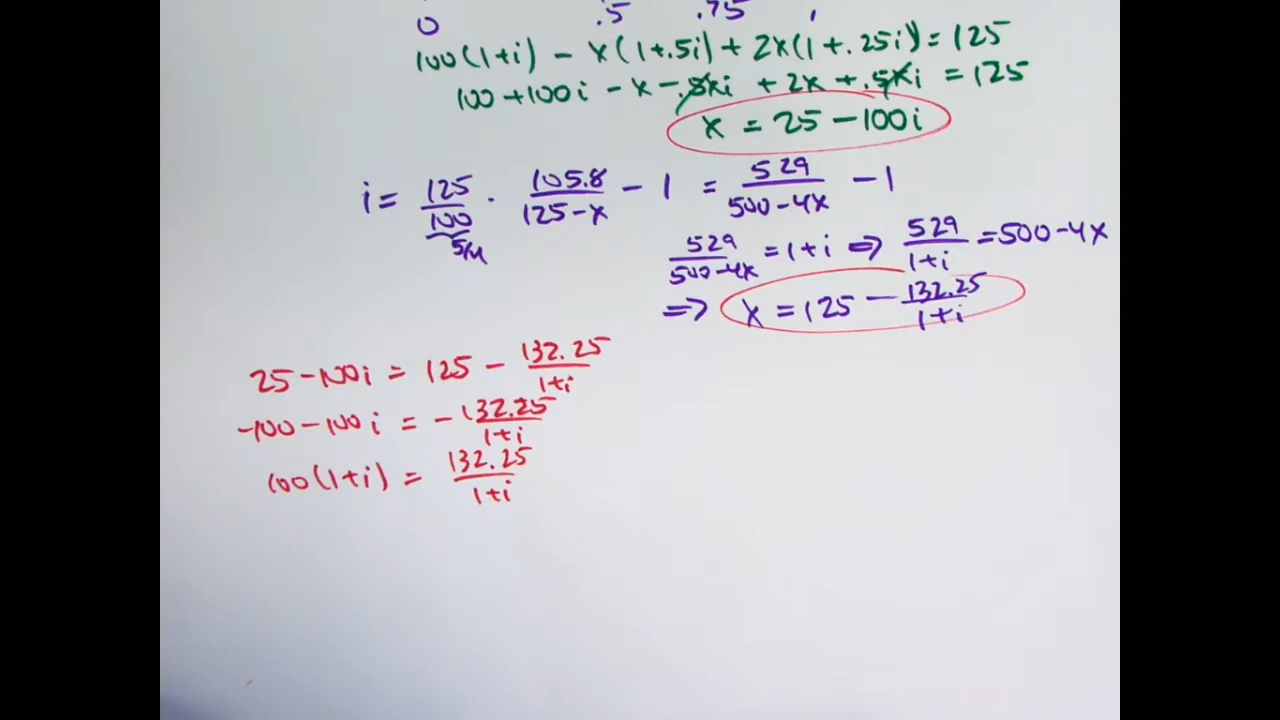 0 .5 .75 1
100(1+i) - x(1+.5i) + 2x(1+.25i) = 125
100 + 100i - x - .5xi + 2x + .5xi = 125
x = 25 - 100i
i = 125/100 · 105.8/(125-x) - 1 = 529/(500-4x) - 1
5/4
529/(500-4x) = 1+i ⇒ 529/(1+i) = 500-4x
⇒ x = 125 - 132.25/(1+i)
25 - 100i = 125 - 132.25/(1+i)
-100 - 100i = -132.25/(1+i)
100(1+i) = 132.25/(1+i)